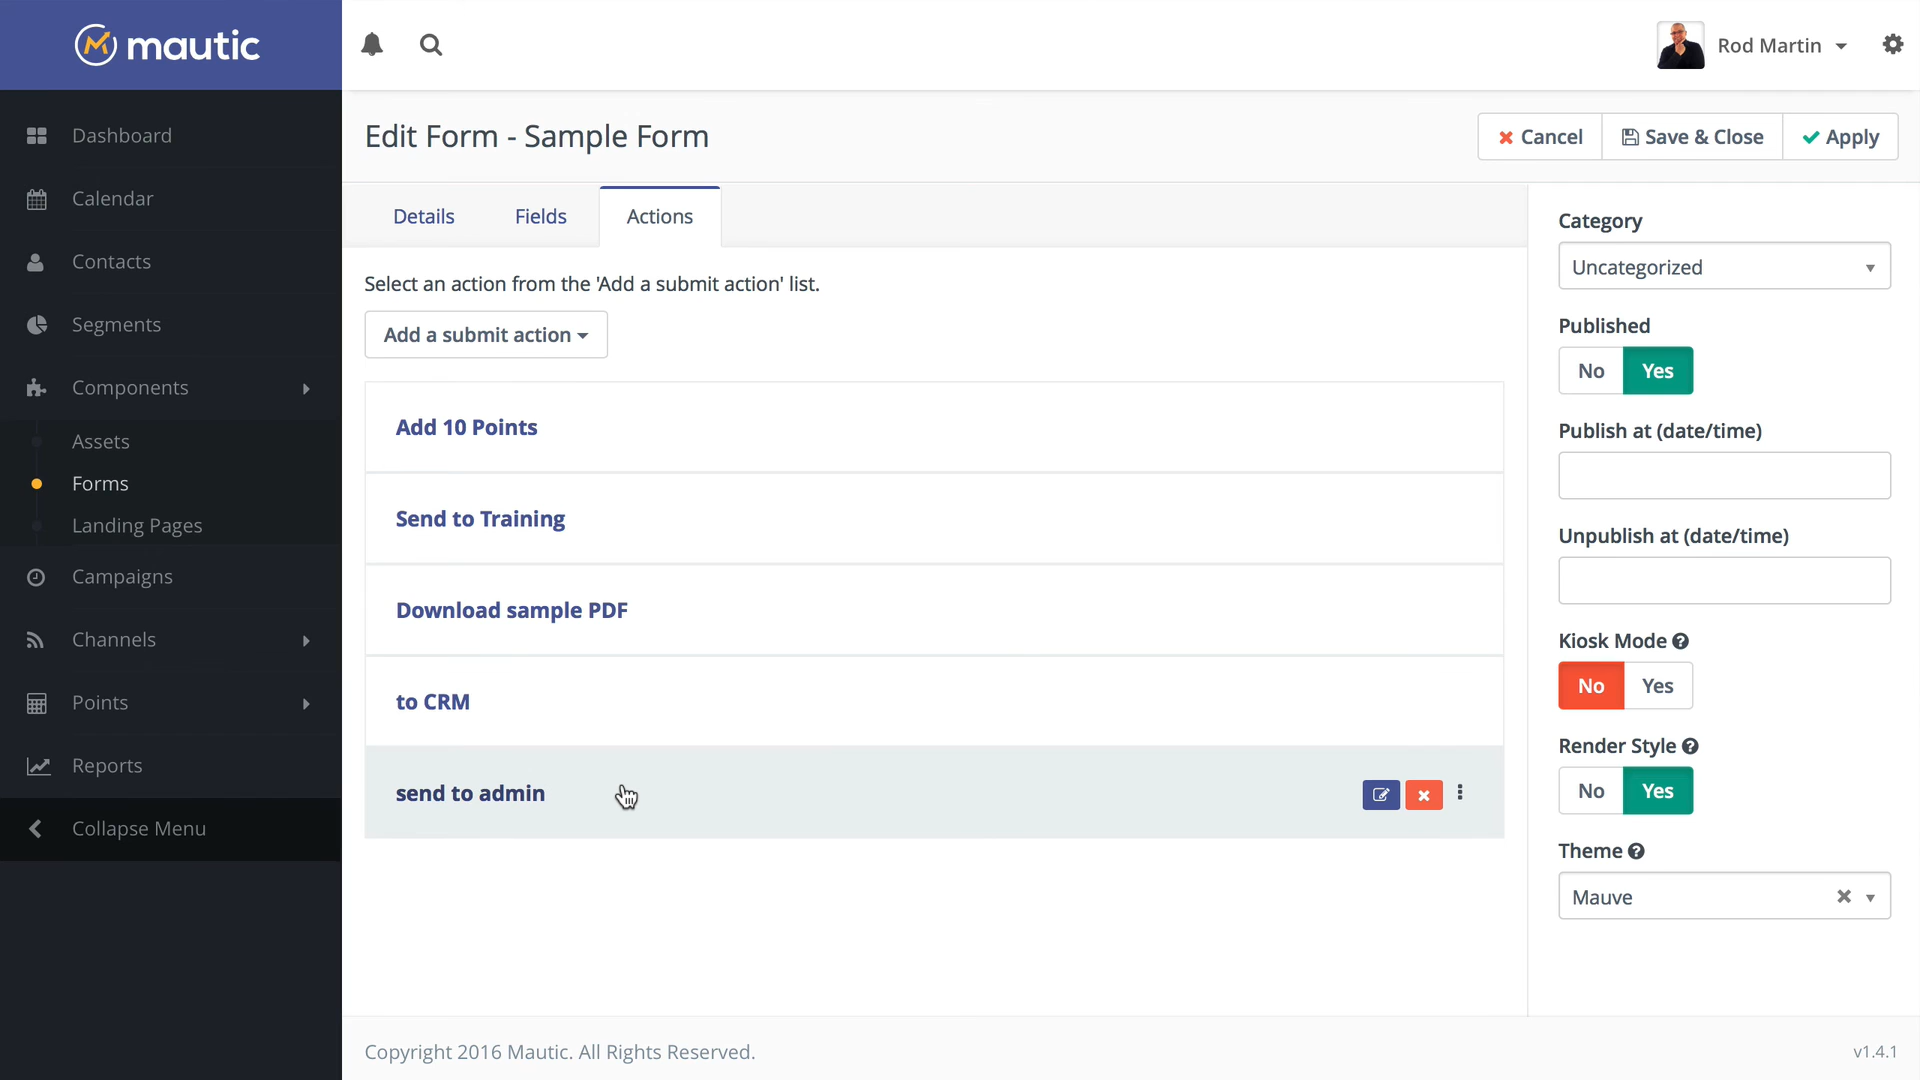 mautic
Rod Martin
Dashboard
Calendar
Contacts
Segments
Components
Assets
Forms
Landing Pages
Campaigns
Channels
Points
Reports
Collapse Menu
Edit Form - Sample Form
Cancel
Save & Close
Apply
Details
Fields
Actions
Select an action from the 'Add a submit action' list.
Add a submit action
Add 10 Points
Send to Training
Download sample PDF
to CRM
send to admin
Category
Uncategorized
Published
No
Yes
Publish at (date/time)
Unpublish at (date/time)
Kiosk Mode
No
Yes
Render Style
No
Yes
Theme
Mauve
Copyright 2016 Mautic. All Rights Reserved.
v1.4.1